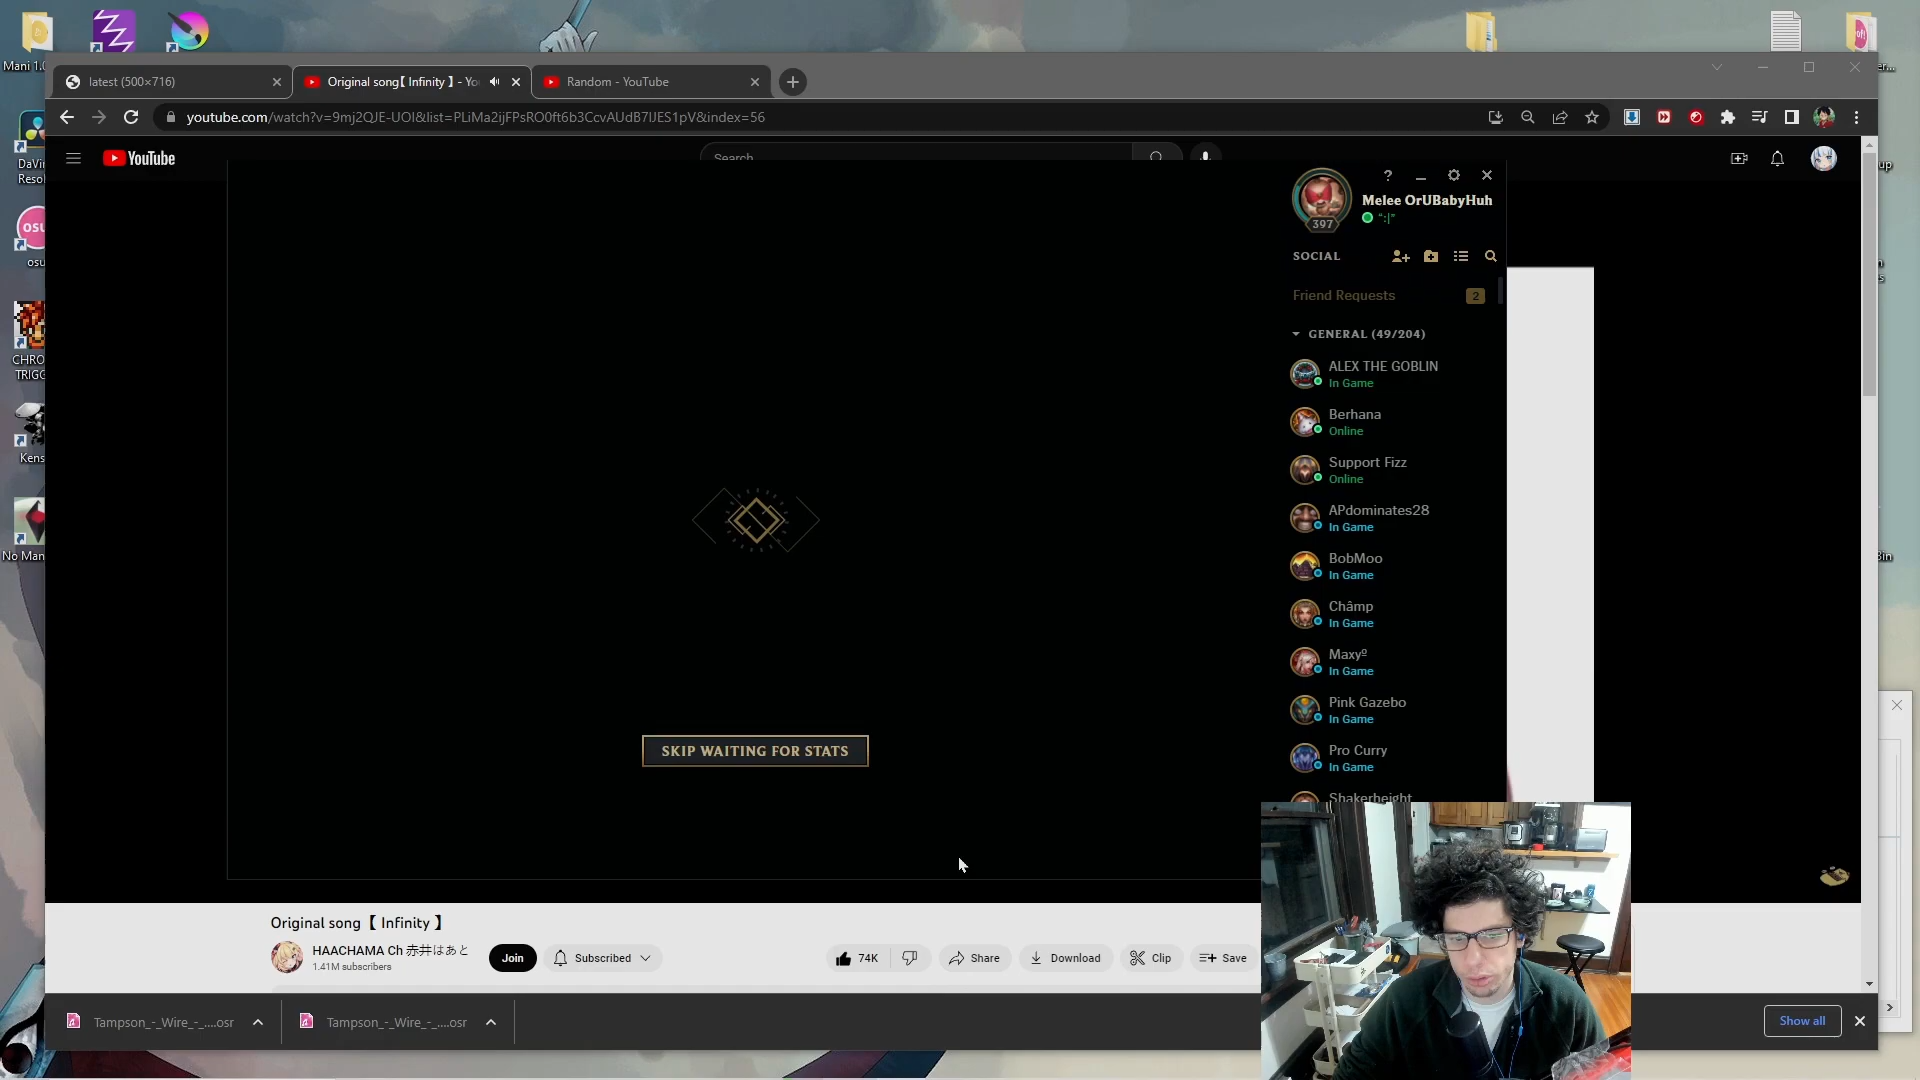 Mani 1.0
DaVin
Resol
osu
osu
CHRO
TRIGG
Kens
No Man
latest (500×716)
Original song【 Infinity 】 - Yo
Random - YouTube
youtube.com/watch?v=9mj2QJE-UOI&list=PLiMa2ijFPsRO0ft6b3CcvAUdB7lJES1pV&index=56
YouTube
Search
397
Melee OrUBabyHuh
":|"
SOCIAL
Friend Requests
2
GENERAL (49/204)
ALEX THE GOBLIN
In Game
Berhana
Online
Support Fizz
Online
APdominates28
In Game
BobMoo
In Game
Châmp
In Game
Maxyº
In Game
Pink Gazebo
In Game
Pro Curry
In Game
Shakerheight
SKIP WAITING FOR STATS
Original song【 Infinity 】
HAACHAMA Ch 赤井はあと
1.41M subscribers
Join
Subscribed
74K
Share
Download
Clip
Save
Tampson_-_Wire_-_....osr
Tampson_-_Wire_-_....osr
Show all